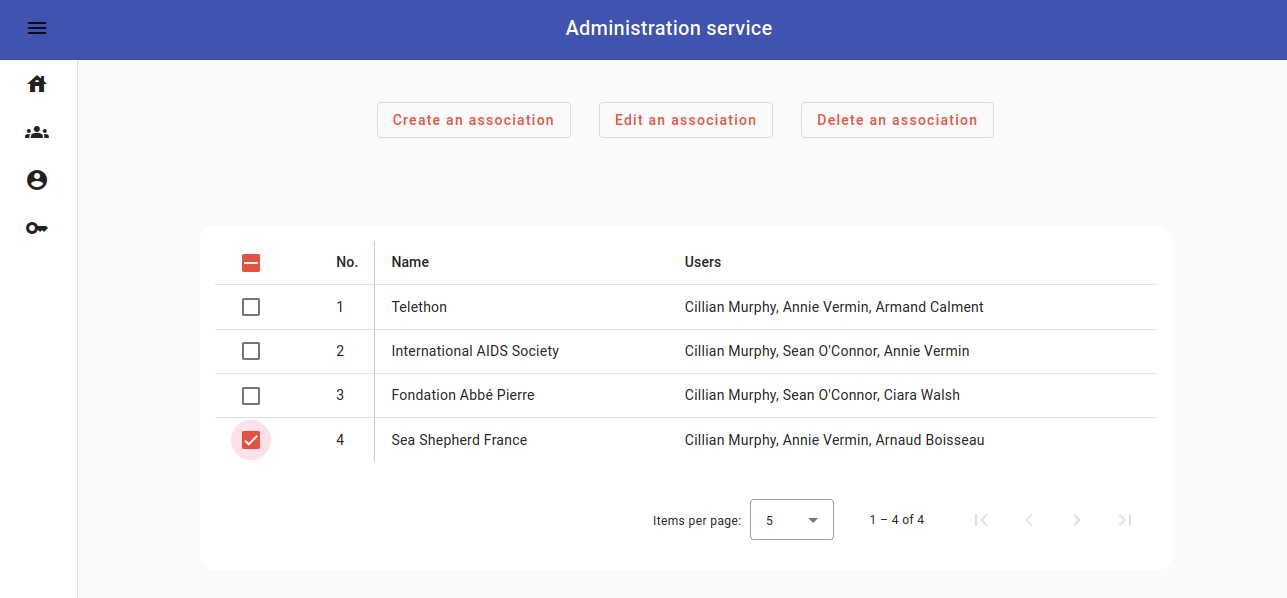 Administration service
Create an association Edit an association Delete an association
No. Name Users
1 Telethon Cillian Murphy, Annie Vermin, Armand Calment
2 International AIDS Society Cillian Murphy, Sean O'Connor, Annie Vermin
3 Fondation Abbé Pierre Cillian Murphy, Sean O'Connor, Ciara Walsh
4 Sea Shepherd France Cillian Murphy, Annie Vermin, Arnaud Boisseau
Items per page: 5 1 – 4 of 4